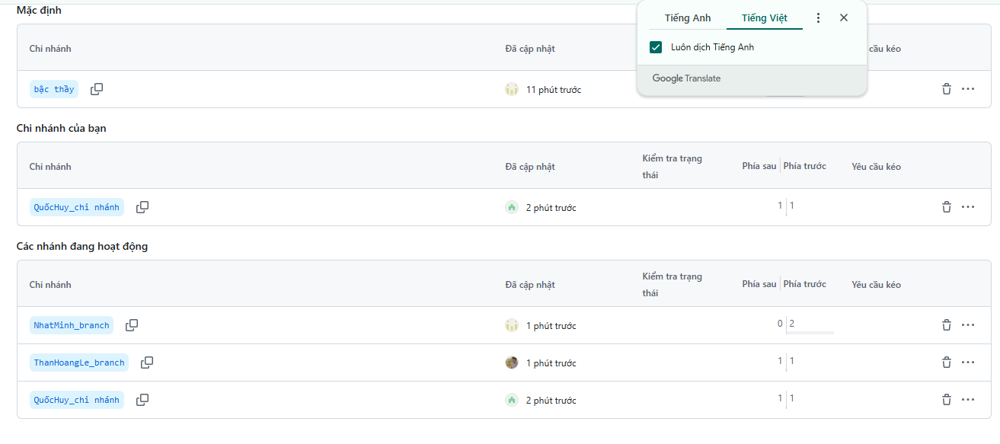 Mặc định
Tiếng Anh Tiếng Việt
Luôn dịch Tiếng Anh
Google Translate
Chi nhánh Đã cập nhật cầu kéo
bậc thầy 11 phút trước
Chi nhánh của bạn
Chi nhánh Đã cập nhật Kiểm tra trạng thái Phía sau Phía trước Yêu cầu kéo
QuốcHuy_chi nhánh 2 phút trước 1 1
Các nhánh đang hoạt động
Chi nhánh Đã cập nhật Kiểm tra trạng thái Phía sau Phía trước Yêu cầu kéo
NhatMinh_branch 1 phút trước 0 2
ThanHoangLe_branch 1 phút trước 1 1
QuốcHuy_chi nhánh 2 phút trước 1 1